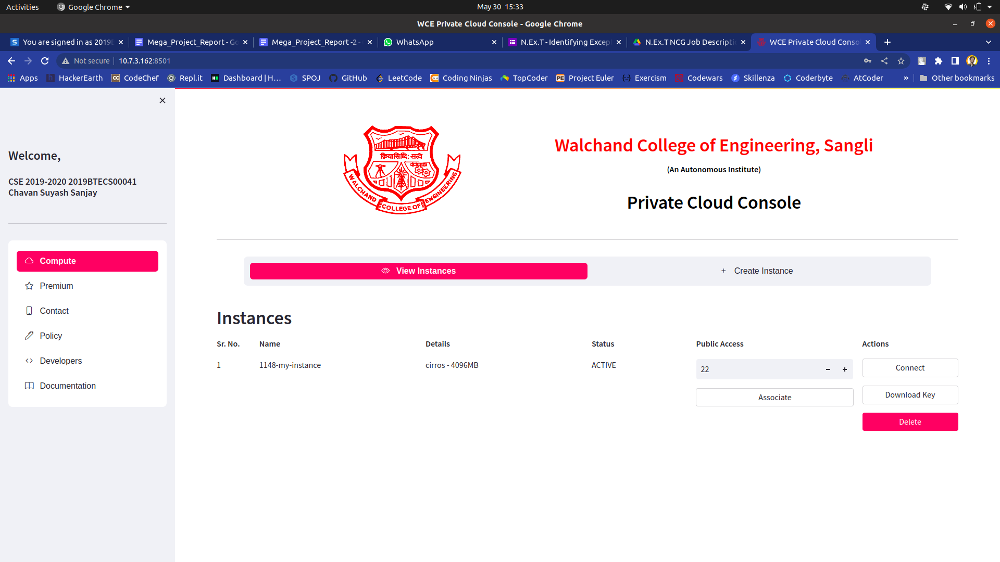 Activities
Google Chrome
May 30 15:33
WCE Private Cloud Console - Google Chrome
You are signed in as 2019B
Mega_Project_Report - Go
Mega_Project_Report -2 -
WhatsApp
N.Ex.T - Identifying Excep
N.Ex.T NCG Job Descripti
WCE Private Cloud Conso
Not secure
10.7.3.162:8501
Apps
HackerEarth
CodeChef
Repl.it
Dashboard | H...
SPOJ
GitHub
LeetCode
Coding Ninjas
TopCoder
Project Euler
Exercism
Codewars
Skillenza
Coderbyte
AtCoder
»
Other bookmarks
Welcome,
CSE 2019-2020 2019BTECS00041
Chavan Suyash Sanjay
Compute
Premium
Contact
Policy
Developers
Documentation
क्रियासिद्धि: सत्वे
WALCHAND COLLEGE OF ENGINEERING
Walchand College of Engineering, Sangli
(An Autonomous Institute)
Private Cloud Console
View Instances
Create Instance
Instances
Sr. No. Name Details Status Public Access Actions
1 1148-my-instance cirros - 4096MB ACTIVE 22 Connect
Associate Download Key
Delete